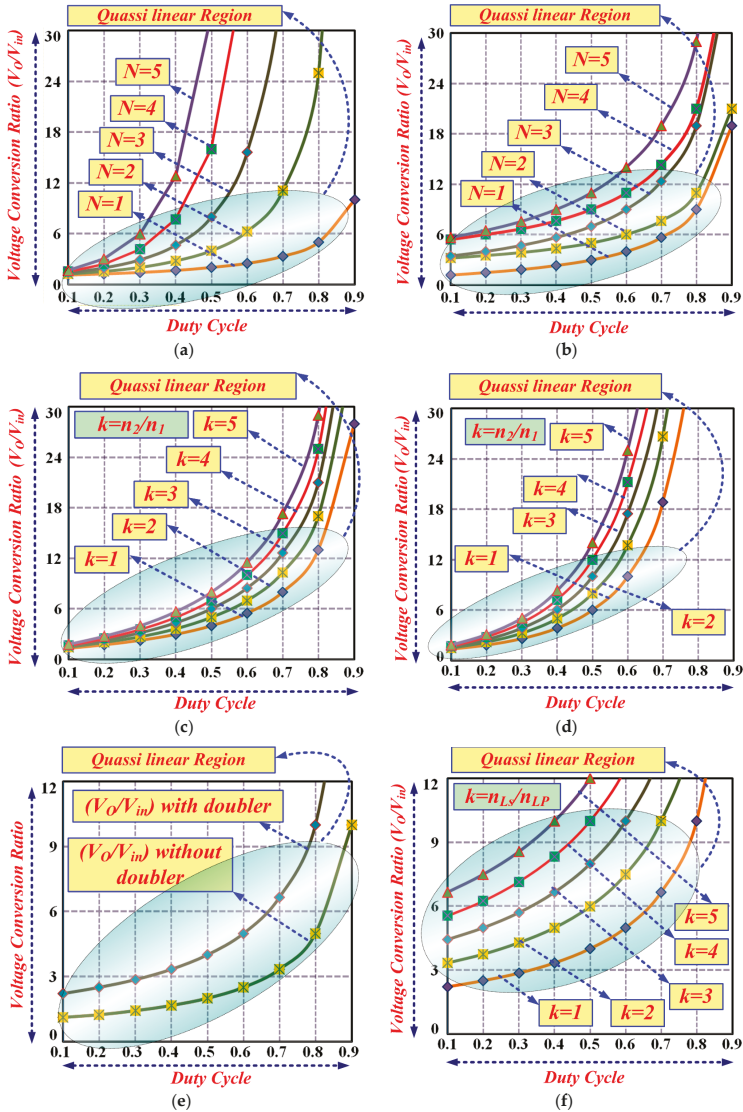 Quassi linear Region
Voltage Conversion Ratio (VO/Vin)
30
24
18
12
6
0
N=5
N=4
N=3
N=2
N=1
0.1 0.2 0.3 0.4 0.5 0.6 0.7 0.8 0.9
Duty Cycle
(a)
Quassi linear Region
Voltage Conversion Ratio (VO/Vin)
30
24
18
12
6
0
N=5
N=4
N=3
N=2
N=1
0.1 0.2 0.3 0.4 0.5 0.6 0.7 0.8 0.9
Duty Cycle
(b)
Quassi linear Region
Voltage Conversion Ratio (VO/Vin)
30
24
18
12
6
0
k=n2/n1
k=5
k=4
k=3
k=2
k=1
0.1 0.2 0.3 0.4 0.5 0.6 0.7 0.8 0.9
Duty Cycle
(c)
Quassi linear Region
Voltage Conversion Ratio (VO/Vin)
30
24
18
12
6
0
k=n2/n1
k=5
k=4
k=3
k=1
k=2
0.1 0.2 0.3 0.4 0.5 0.6 0.7 0.8 0.9
Duty Cycle
(d)
Quassi linear Region
Voltage Conversion Ratio
12
9
6
3
0
(VO/Vin) with doubler
(VO/Vin) without
doubler
0.1 0.2 0.3 0.4 0.5 0.6 0.7 0.8 0.9
Duty Cycle
(e)
Quassi linear Region
Voltage Conversion Ratio (VO/Vin)
12
9
6
3
0
k=nLs/nLP
k=5
k=4
k=3
k=2
k=1
0.1 0.2 0.3 0.4 0.5 0.6 0.7 0.8 0.9
Duty Cycle
(f)